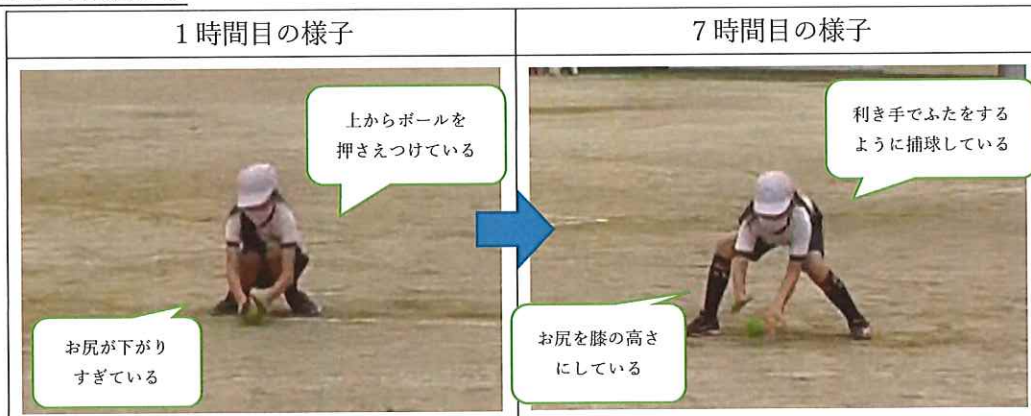 1時間目の様子
7時間目の様子
上からボールを
押さえつけている
お尻が下がり
すぎている
利き手でふたをする
ように捕球している
お尻を膝の高さ
にしている